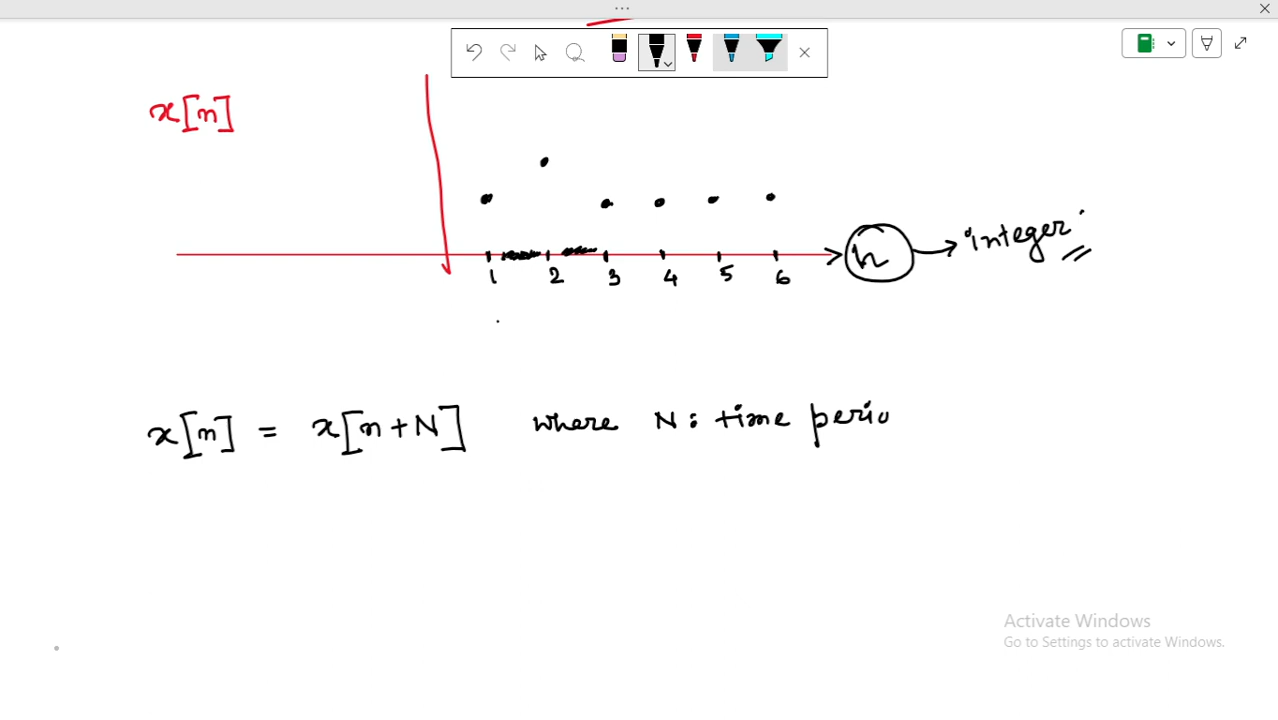 x[n]
n → "integer"
1 2 3 4 5 6
x[n] = x[n+N] where N: time perio
Activate Windows
Go to Settings to activate Windows.